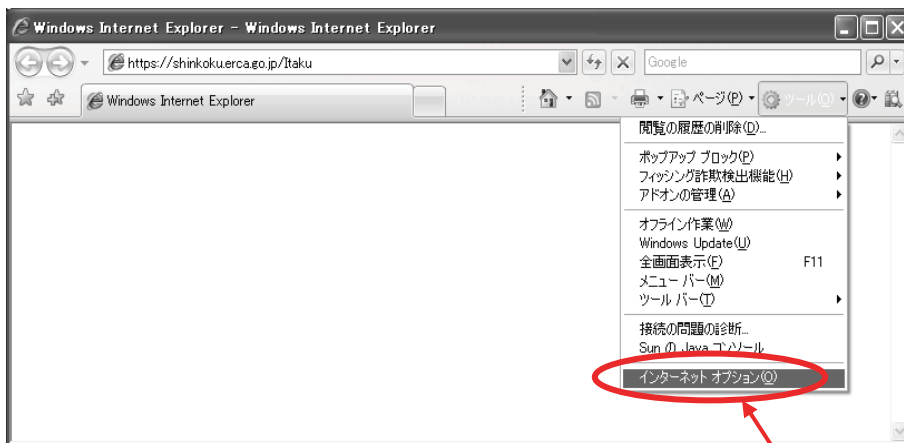 Windows Internet Explorer - Windows Internet Explorer
https://shinkoku.erca.go.jp/Itaku
Google
Windows Internet Explorer
ページ(P)
ツール(O)
閲覧の履歴の削除(D)...
ポップアップ ブロック(P)
フィッシング詐欺検出機能(H)
アドオンの管理(A)
オフライン作業(W)
Windows Update(U)
全画面表示(F) F11
メニュー バー(M)
ツール バー(T)
接続の問題の診断...
Sun の Java コンソール
インターネット オプション(O)